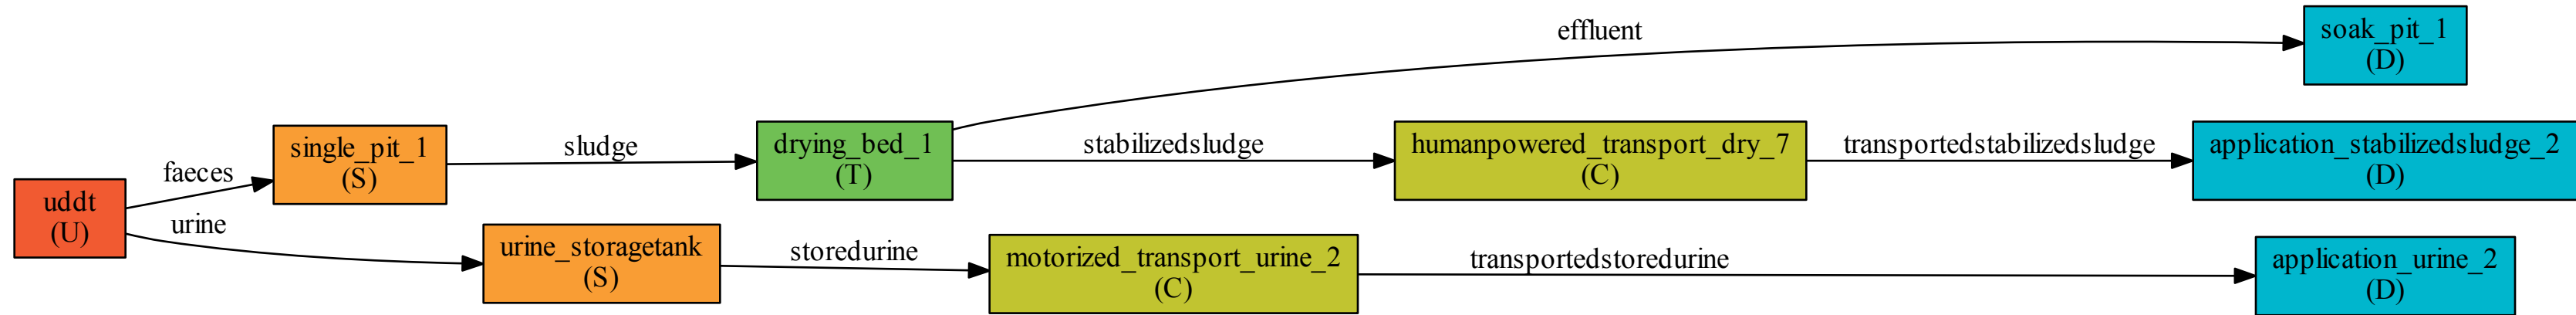 effluent
soak_pit_1
(D)
uddt
(U)
faeces
urine
single_pit_1
(S)
sludge
drying_bed_1
(T)
stabilizedsludge
humanpowered_transport_dry_7
(C)
transportedstabilizedsludge
application_stabilizedsludge_2
(D)
urine_storagetank
(S)
storedurine
motorized_transport_urine_2
(C)
transportedstoredurine
application_urine_2
(D)